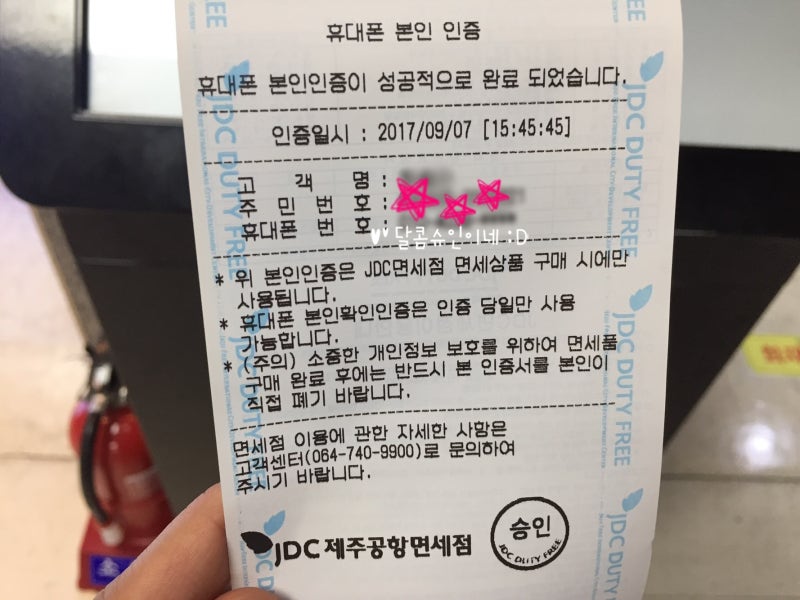 휴대폰 본인 인증
휴대폰 본인인증이 성공적으로 완료 되었습니다.
인증일시 : 2017/09/07 [15:45:45]
고 객 명 :
주 민 번 호 :
휴대폰 번 호 :
달콤슈인이네 :D
* 위 본인인증은 JDC면세점 면세상품 구매 시에만
사용됩니다.
* 휴대폰 본인확인인증은 인증 당일만 사용
가능합니다.
* (주의) 소중한 개인정보 보호를 위하여 면세품
구매 완료 후에는 반드시 본 인증서를 본인이
직접 폐기 바랍니다.
면세점 이용에 관한 자세한 사항은
고객센터(064-740-9900)로 문의하여
주시기 바랍니다.
JDC 제주공항면세점
승인
JDC DUTY FREE
JDC DUTY FREE
JDC DUTY FREE
JDC DUTY FREE
JDC DUTY FREE